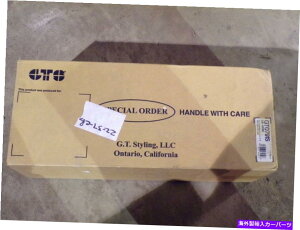 GTS
This product was produced for:
SPECIAL ORDER
HANDLE WITH CARE
G.T. Styling, LLC
Ontario, California
海外製輸入カーパーツ